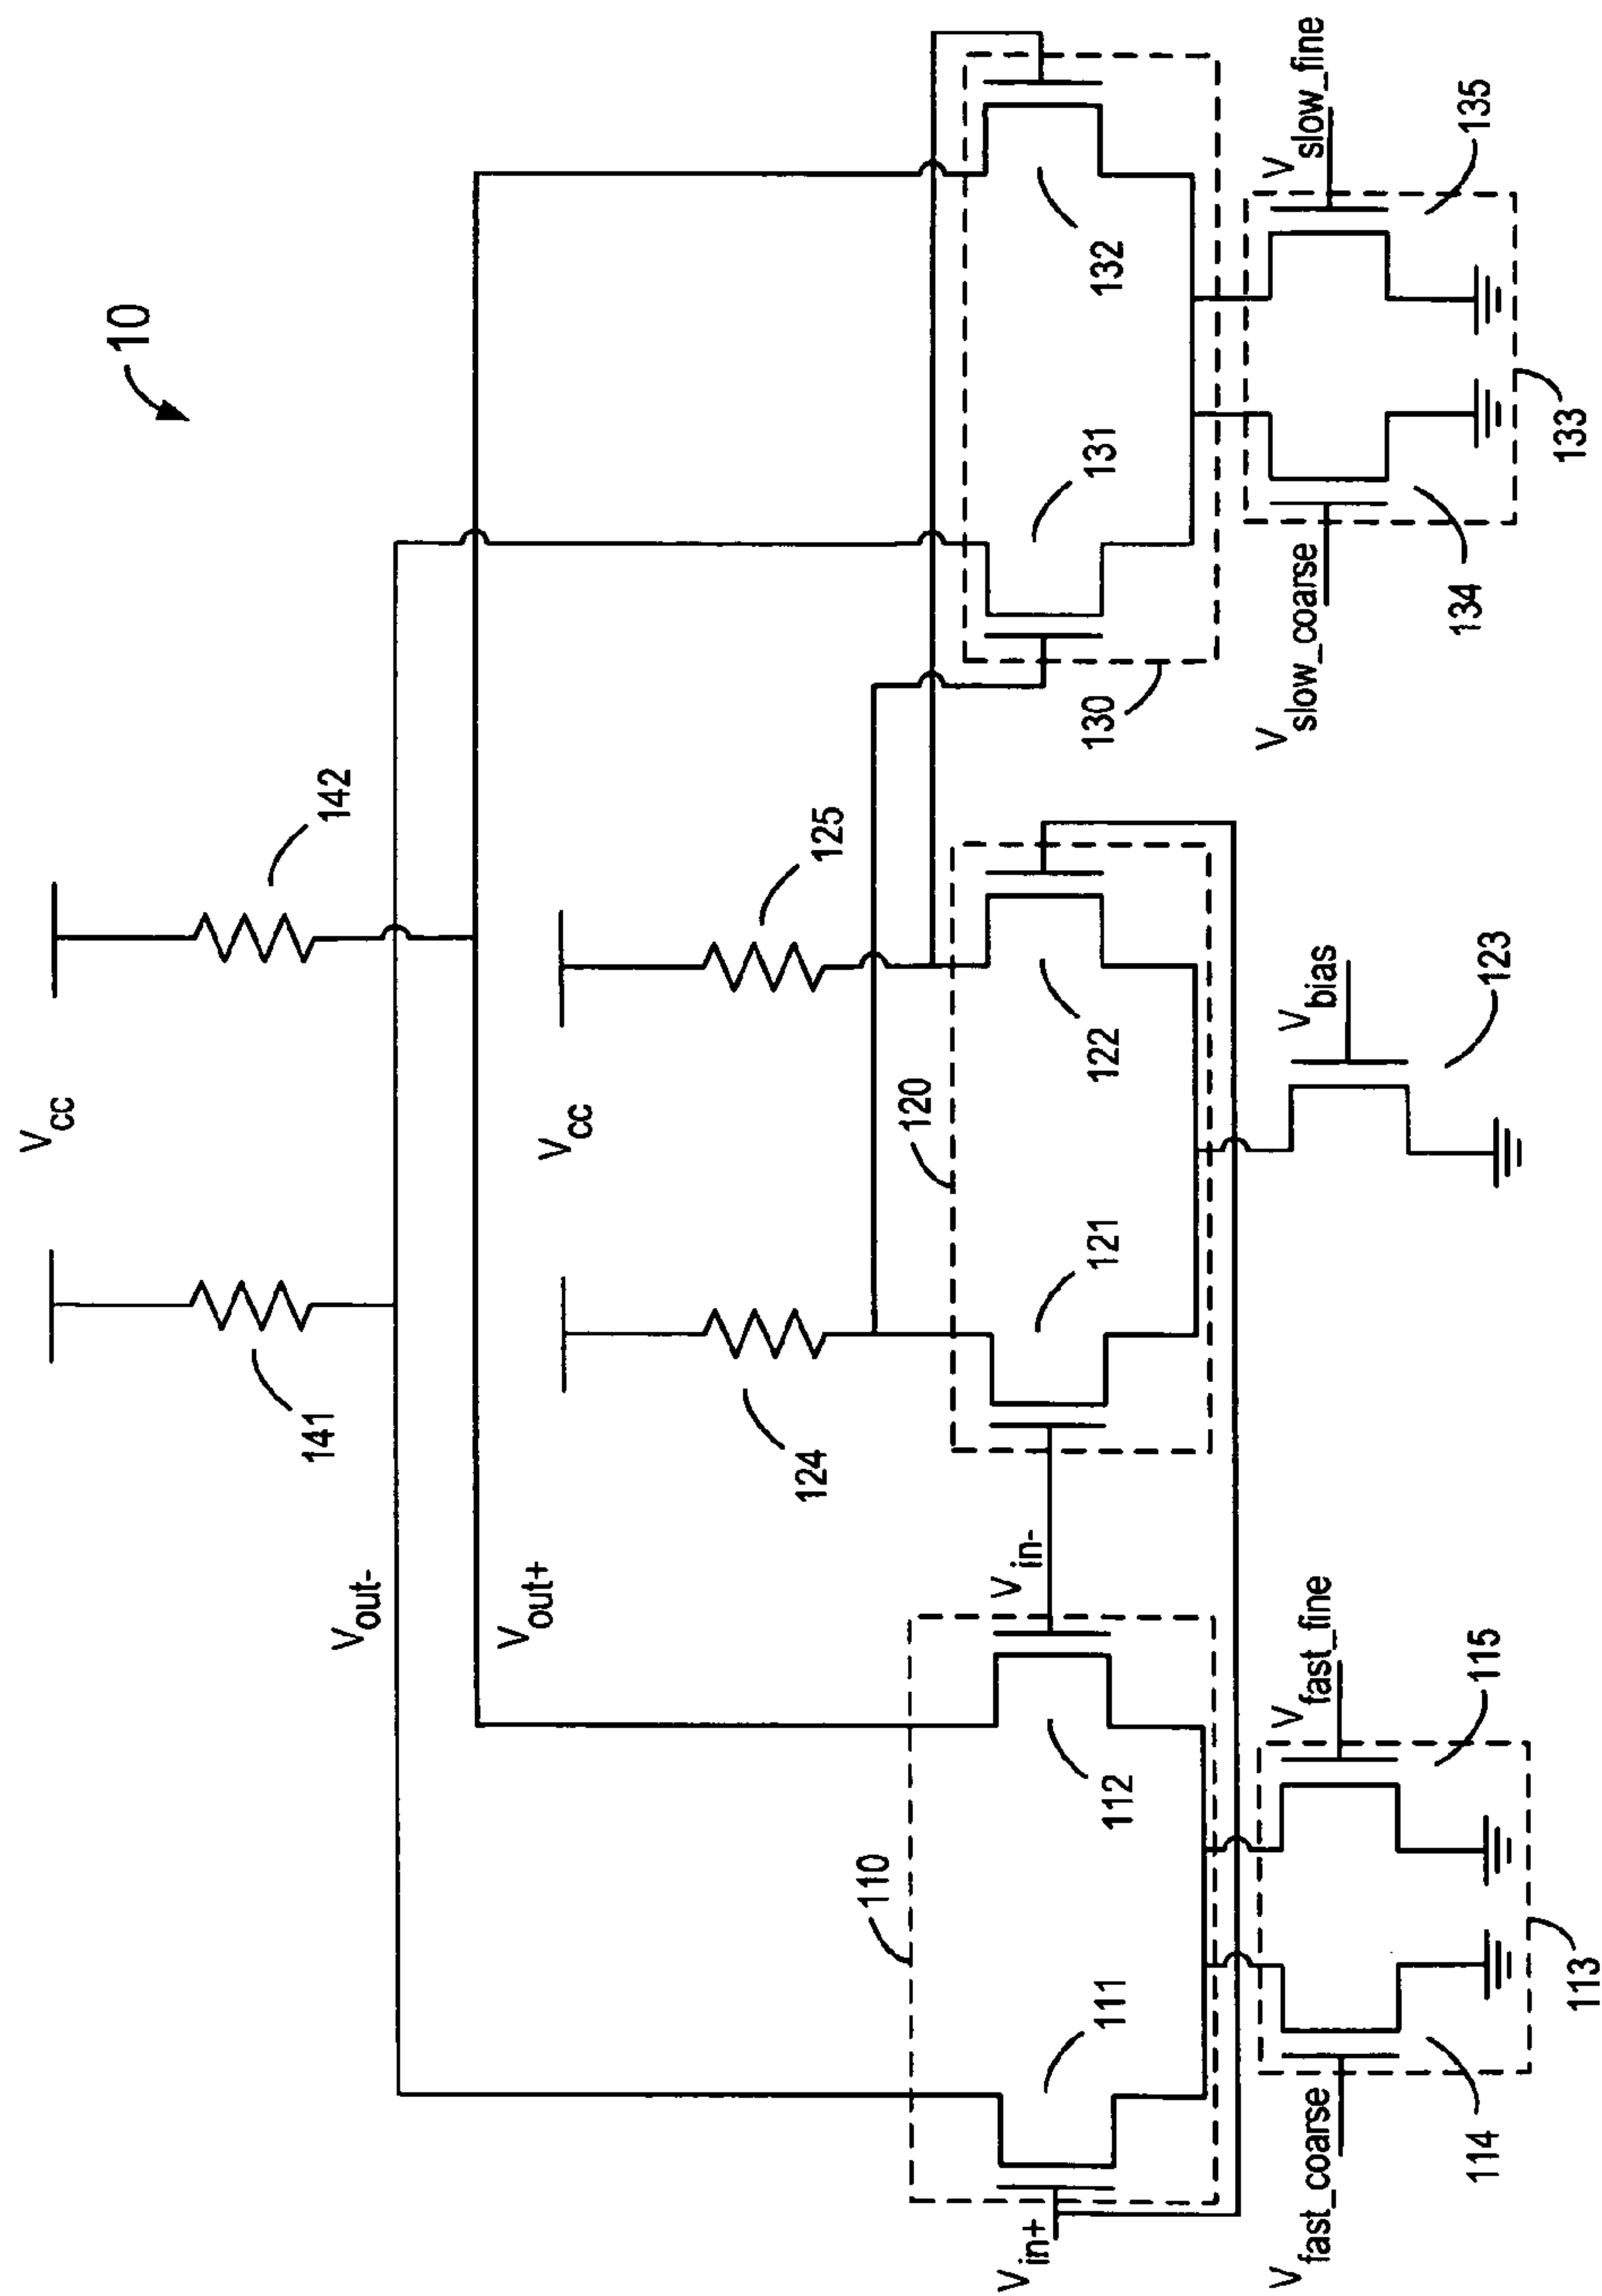 10
Vcc
141
142
Vout-
Vout+
Vcc
124
125
110
120
Vin+
111
112
Vin-
121
122
130
131
132
Vfast_coarse
Vfast_fine
114
115
113
Vbias
123
Vslow_coarse
Vslow_fine
134
135
133